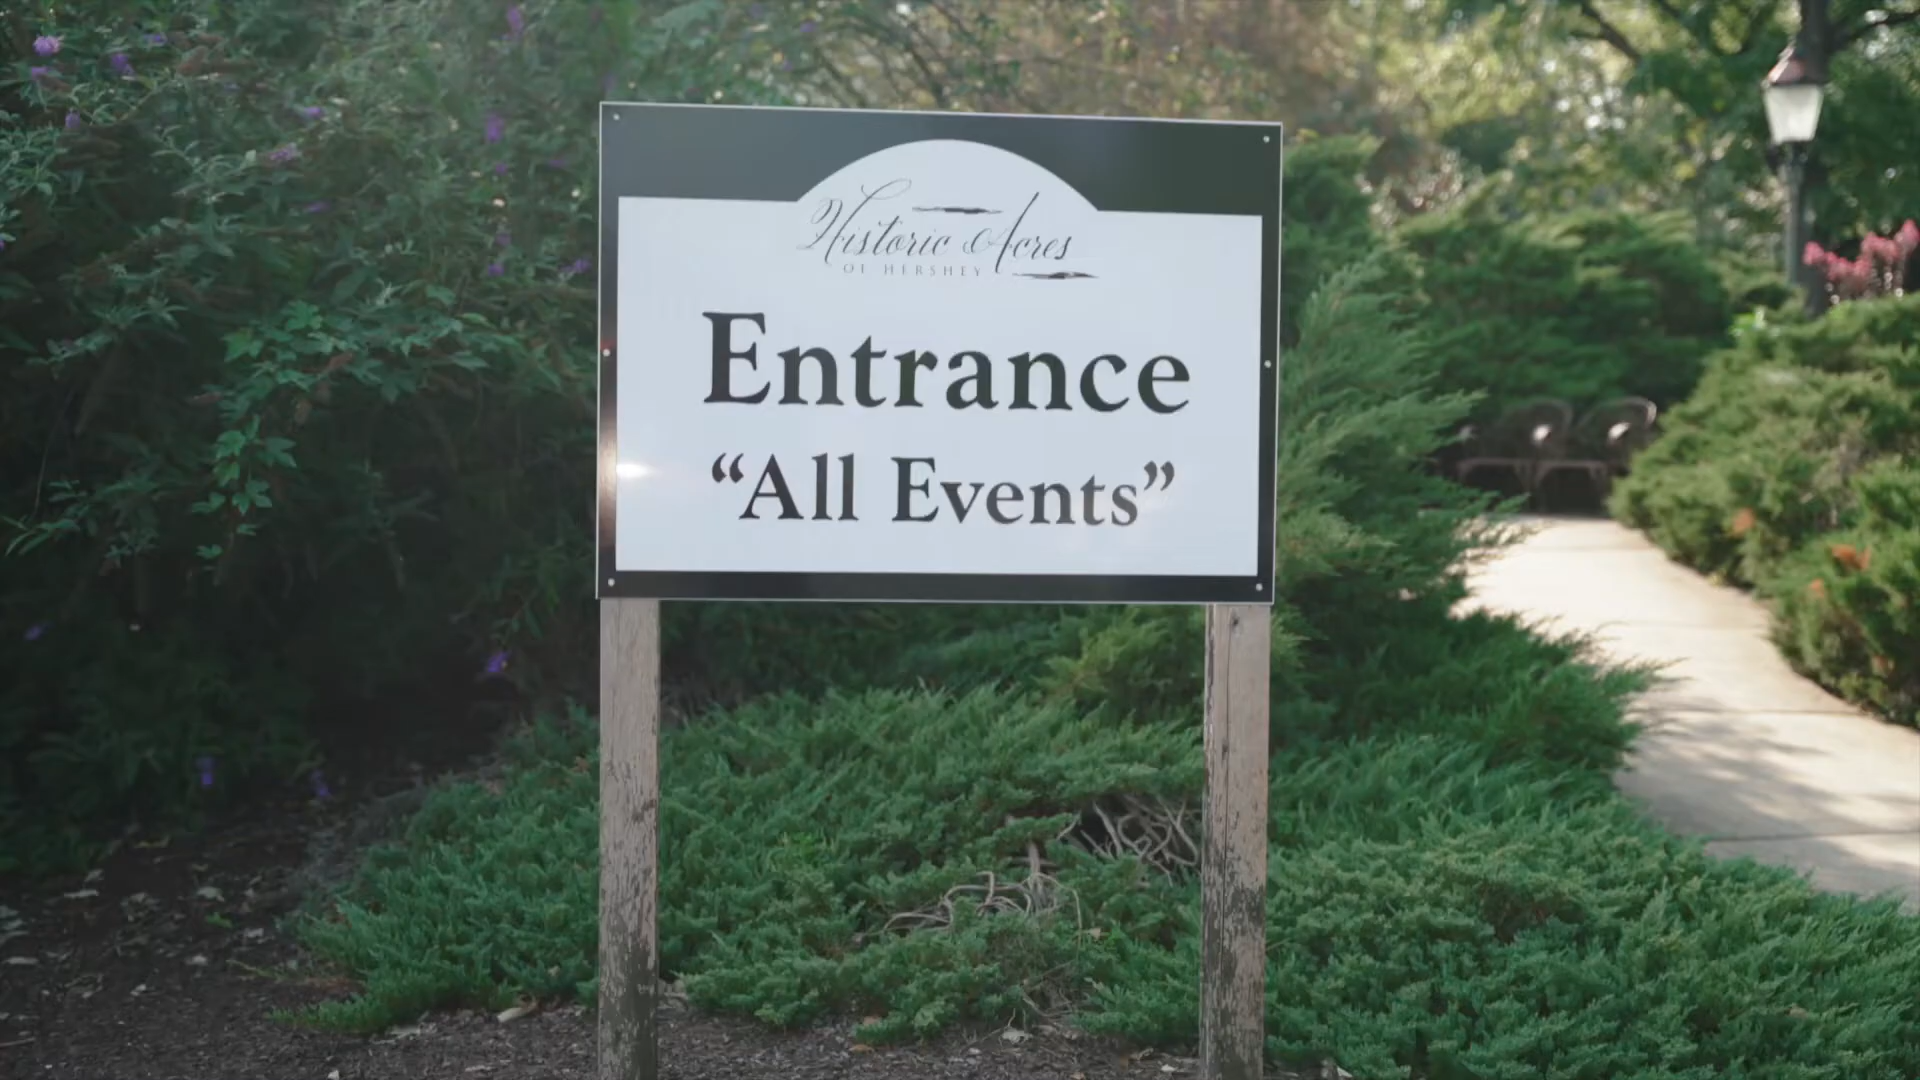 Historic Acres
OF HERSHEY
Entrance
“All Events”